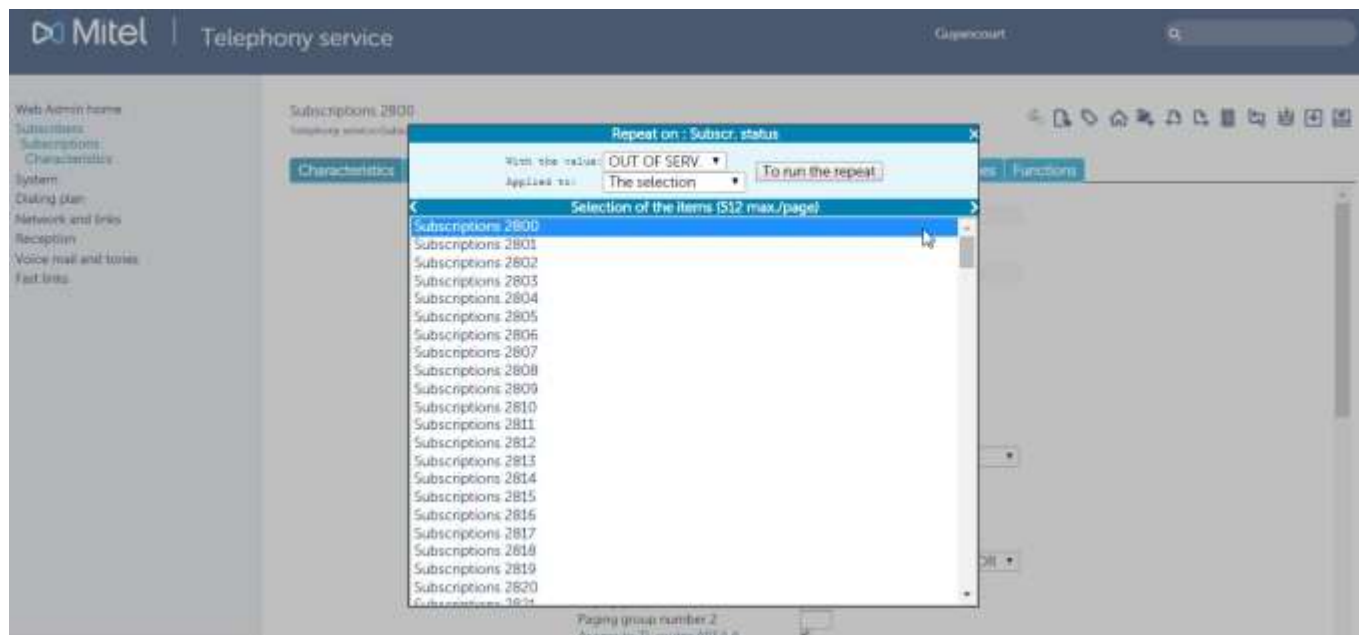 Mitel | Telephony service
Guyancourt
Web Admin home
Subscribers
Subscriptions
Characteristics
System
Dialing plan
Network and links
Reception
Voice mail and tones
Fast links
Subscriptions 2800
Telephony service
Characteristics
Functions
Repeat on : Subscr. status
With the value: OUT OF SERV.
Applied to: The selection
To run the repeat
Selection of the items (512 max./page)
Subscriptions 2800
Subscriptions 2801
Subscriptions 2802
Subscriptions 2803
Subscriptions 2804
Subscriptions 2805
Subscriptions 2806
Subscriptions 2807
Subscriptions 2808
Subscriptions 2809
Subscriptions 2810
Subscriptions 2811
Subscriptions 2812
Subscriptions 2813
Subscriptions 2814
Subscriptions 2815
Subscriptions 2816
Subscriptions 2817
Subscriptions 2818
Subscriptions 2819
Subscriptions 2820
Subscriptions 2821
Paging group number 2